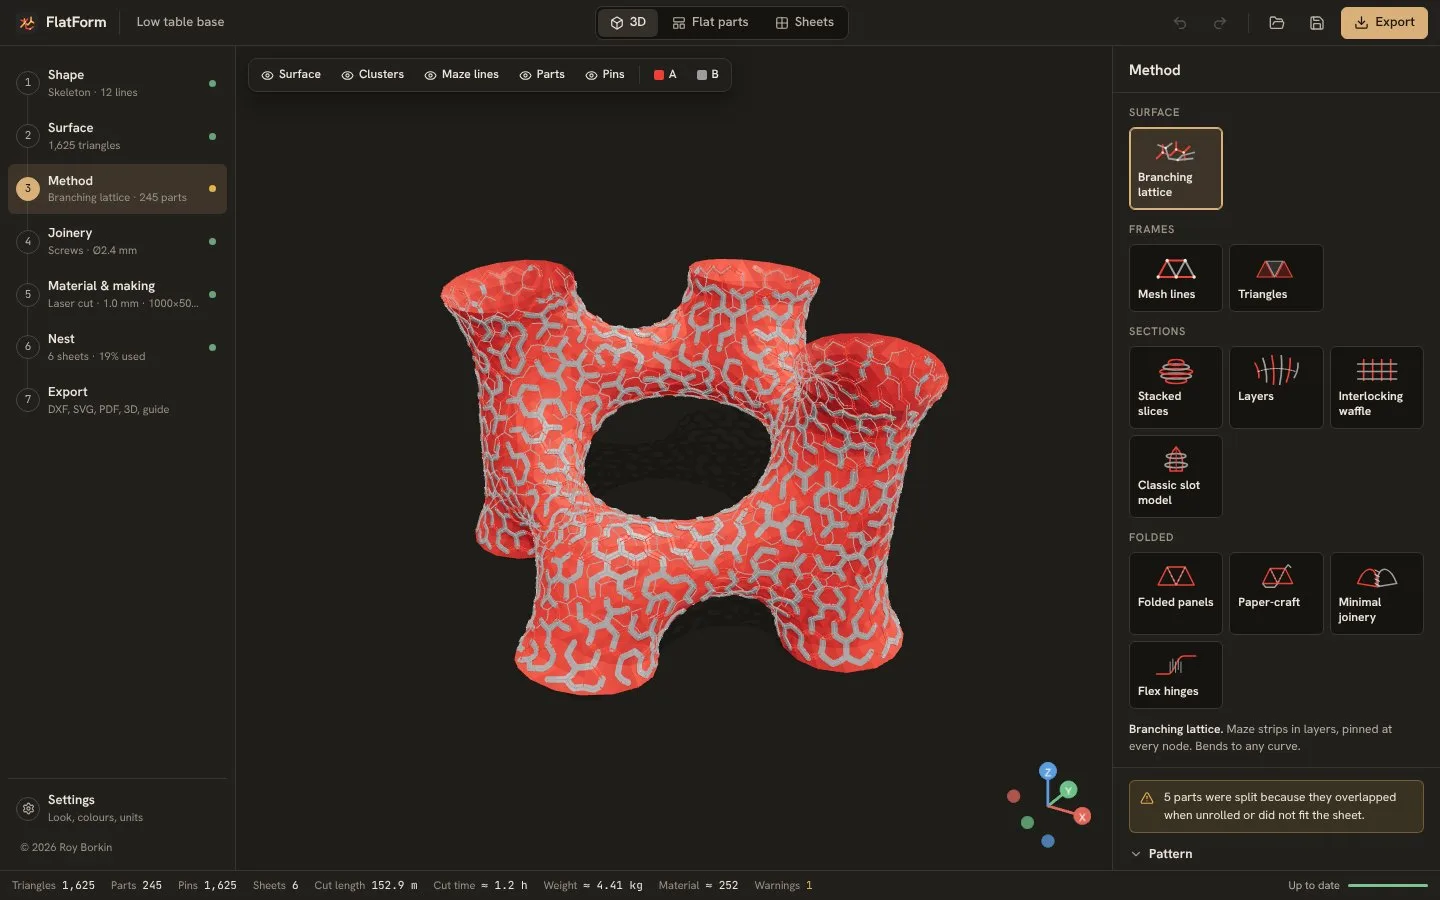 FlatForm
Low table base
3D
Flat parts
Sheets
Export
1
Shape
Skeleton · 12 lines
2
Surface
1,625 triangles
3
Method
Branching lattice · 245 parts
4
Joinery
Screws · Ø2.4 mm
5
Material & making
Laser cut · 1.0 mm · 1000×50...
6
Nest
6 sheets · 19% used
7
Export
DXF, SVG, PDF, 3D, guide
Settings
Look, colours, units
© 2026 Roy Borkin
Surface
Clusters
Maze lines
Parts
Pins
A
B
Z
Y
X
Method
SURFACE
Branching
lattice
FRAMES
Mesh lines
Triangles
SECTIONS
Stacked
slices
Layers
Interlocking
waffle
Classic slot
model
FOLDED
Folded panels
Paper-craft
Minimal
joinery
Flex hinges
Branching lattice. Maze strips in layers, pinned at
every node. Bends to any curve.
5 parts were split because they overlapped
when unrolled or did not fit the sheet.
Pattern
Triangles 1,625 Parts 245 Pins 1,625 Sheets 6 Cut length 152.9 m Cut time ≈ 1.2 h Weight ≈ 4.41 kg Material ≈ 252 Warnings 1
Up to date